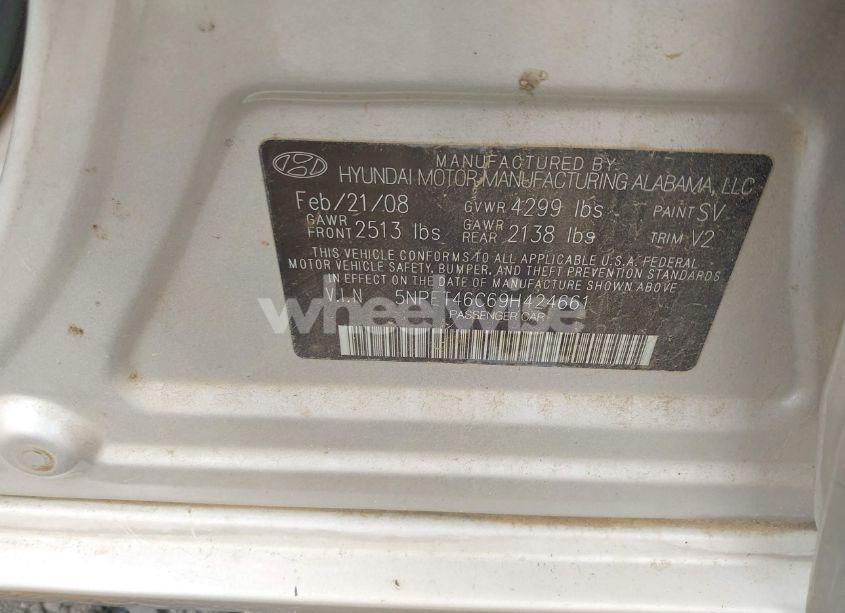 MANUFACTURED BY
HYUNDAI MOTOR MANUFACTURING ALABAMA, LLC
Feb/21/08 GVWR 4299 lbs PAINT SV
GAWR FRONT 2513 lbs GAWR REAR 2138 lbs TRIM V2
THIS VEHICLE CONFORMS TO ALL APPLICABLE U.S.A. FEDERAL
MOTOR VEHICLE SAFETY, BUMPER, AND THEFT PREVENTION
STANDARDS IN EFFECT ON THE DATE OF MANUFACTURE SHOWN ABOVE
V.I.N 5NPET46C69H424661
PASSENGER CAR
wheelwise